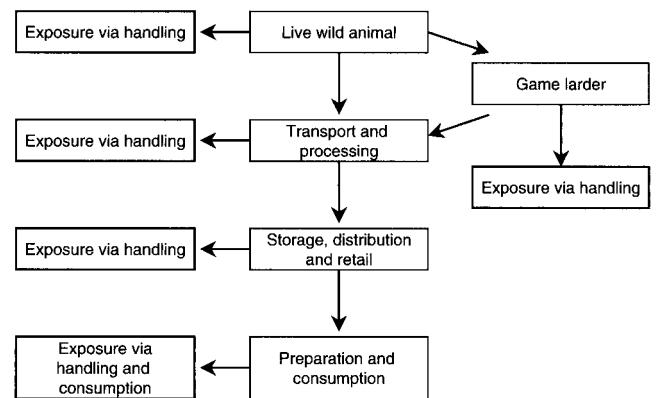 Exposure via handling
Live wild animal
Game larder
Exposure via handling
Transport and
processing
Exposure via handling
Exposure via handling
Storage, distribution
and retail
Exposure via
handling and
consumption
Preparation and
consumption